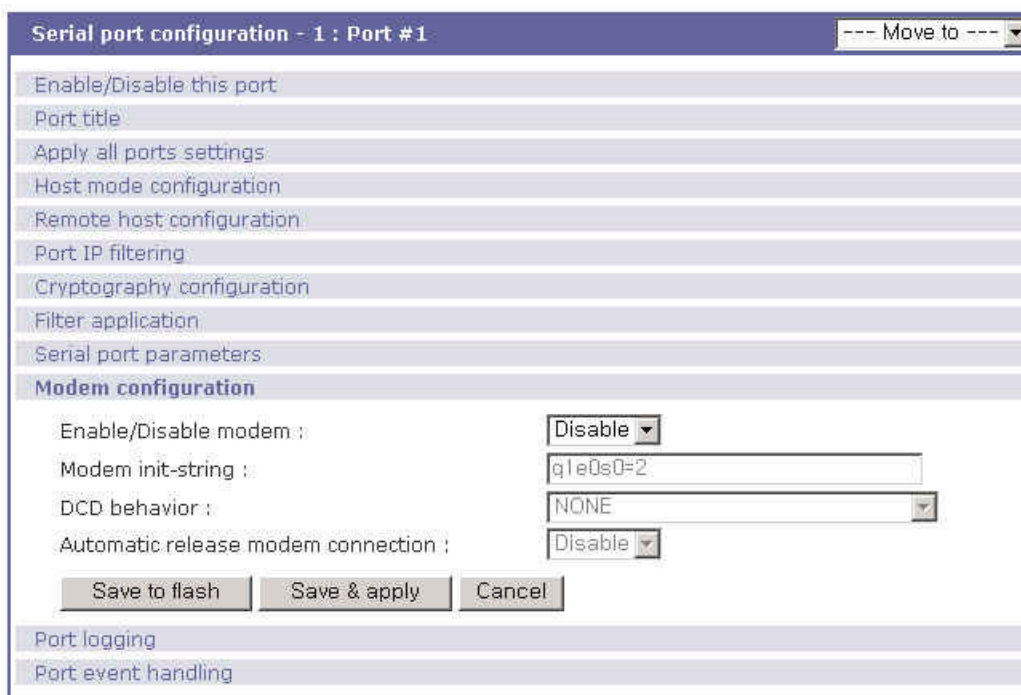 Serial port configuration - 1 : Port #1 --- Move to ---
Enable/Disable this port
Port title
Apply all ports settings
Host mode configuration
Remote host configuration
Port IP filtering
Cryptography configuration
Filter application
Serial port parameters
Modem configuration
Enable/Disable modem : Disable
Modem init-string : q1e0s0=2
DCD behavior : NONE
Automatic release modem connection : Disable
Save to flash Save & apply Cancel
Port logging
Port event handling